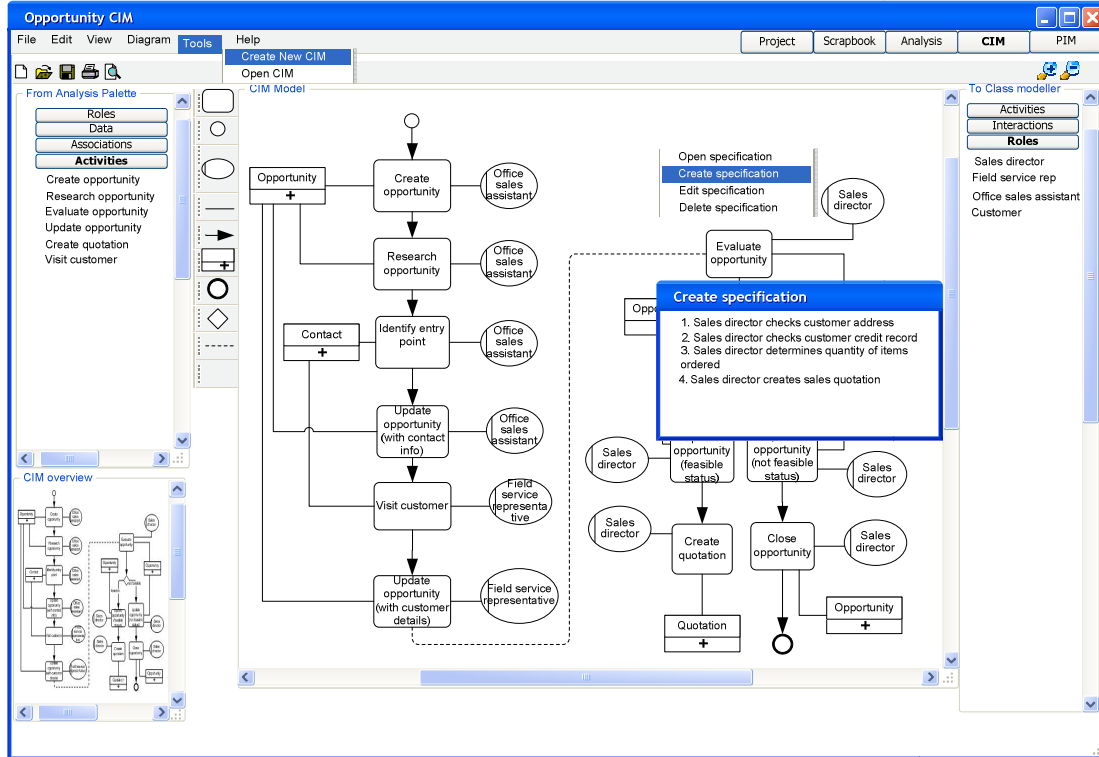 Opportunity CIM
File Edit View Diagram Tools Help
Create New CIM
Open CIM
Project Scrapbook Analysis CIM PIM
From Analysis Palette
Roles
Data
Associations
Activities
Create opportunity
Research opportunity
Evaluate opportunity
Update opportunity
Create quotation
Visit customer
CIM overview
CIM Model
Opportunity
+
Create
opportunity
Office
sales
assistant
Research
opportunity
Office
sales
assistant
Contact
+
Identify entry
point
Office
sales
assistant
Update
opportunity
(with contact
info)
Office
sales
assistant
Visit customer
Field
service
representa
tive
Update
opportunity
(with customer
details)
Field service
representative
Open specification
Create specification
Edit specification
Delete specification
Sales
director
Evaluate
opportunity
Oppo
Create specification
1. Sales director checks customer address
2. Sales director checks customer credit record
3. Sales director determines quantity of items
ordered
4. Sales director creates sales quotation
Sales
director
opportunity
(feasible
status)
opportunity
(not feasible
status)
Sales
director
Sales
director
Create
quotation
Close
opportunity
Sales
director
Quotation
+
Opportunity
+
To Class modeller
Activities
Interactions
Roles
Sales director
Field service rep
Office sales assistant
Customer